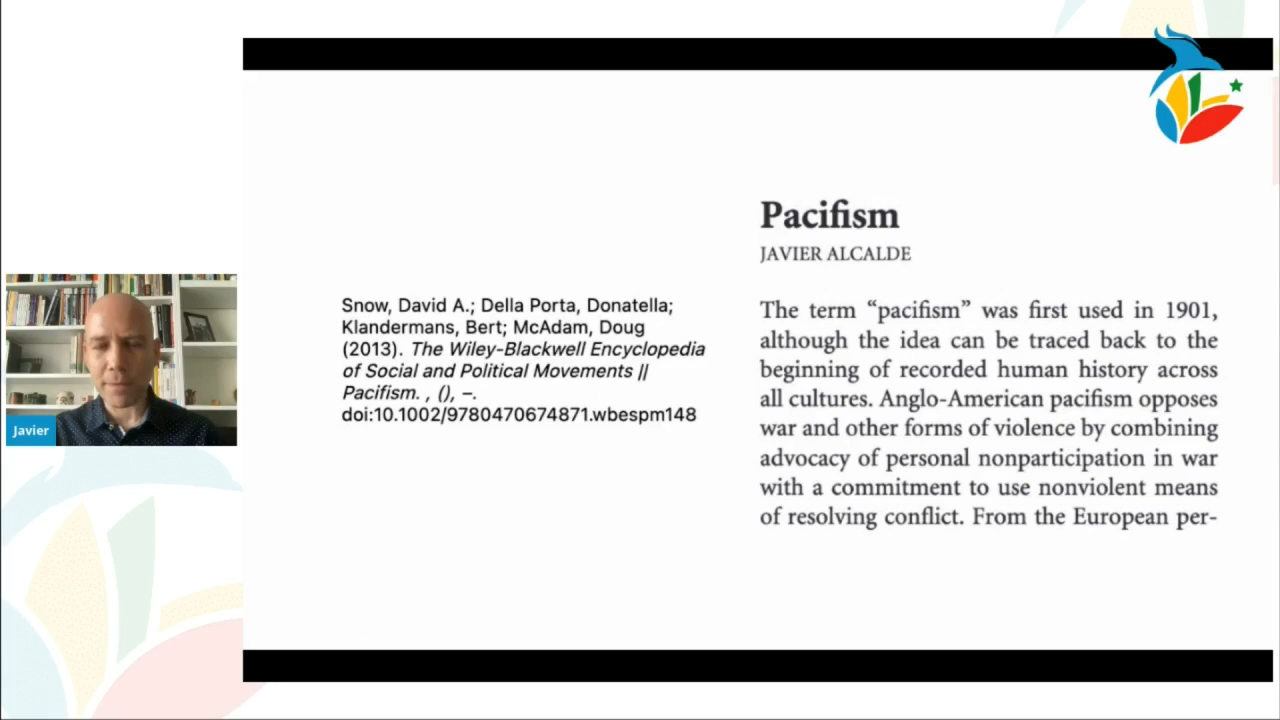 Pacifism
JAVIER ALCALDE
Snow, David A.; Della Porta, Donatella;
Klandermans, Bert; McAdam, Doug
(2013). The Wiley-Blackwell Encyclopedia
of Social and Political Movements ||
Pacifism. , (), –.
doi:10.1002/9780470674871.wbespm148
The term “pacifism” was first used in 1901,
although the idea can be traced back to the
beginning of recorded human history across
all cultures. Anglo-American pacifism opposes
war and other forms of violence by combining
advocacy of personal nonparticipation in war
with a commitment to use nonviolent means
of resolving conflict. From the European per-
Javier